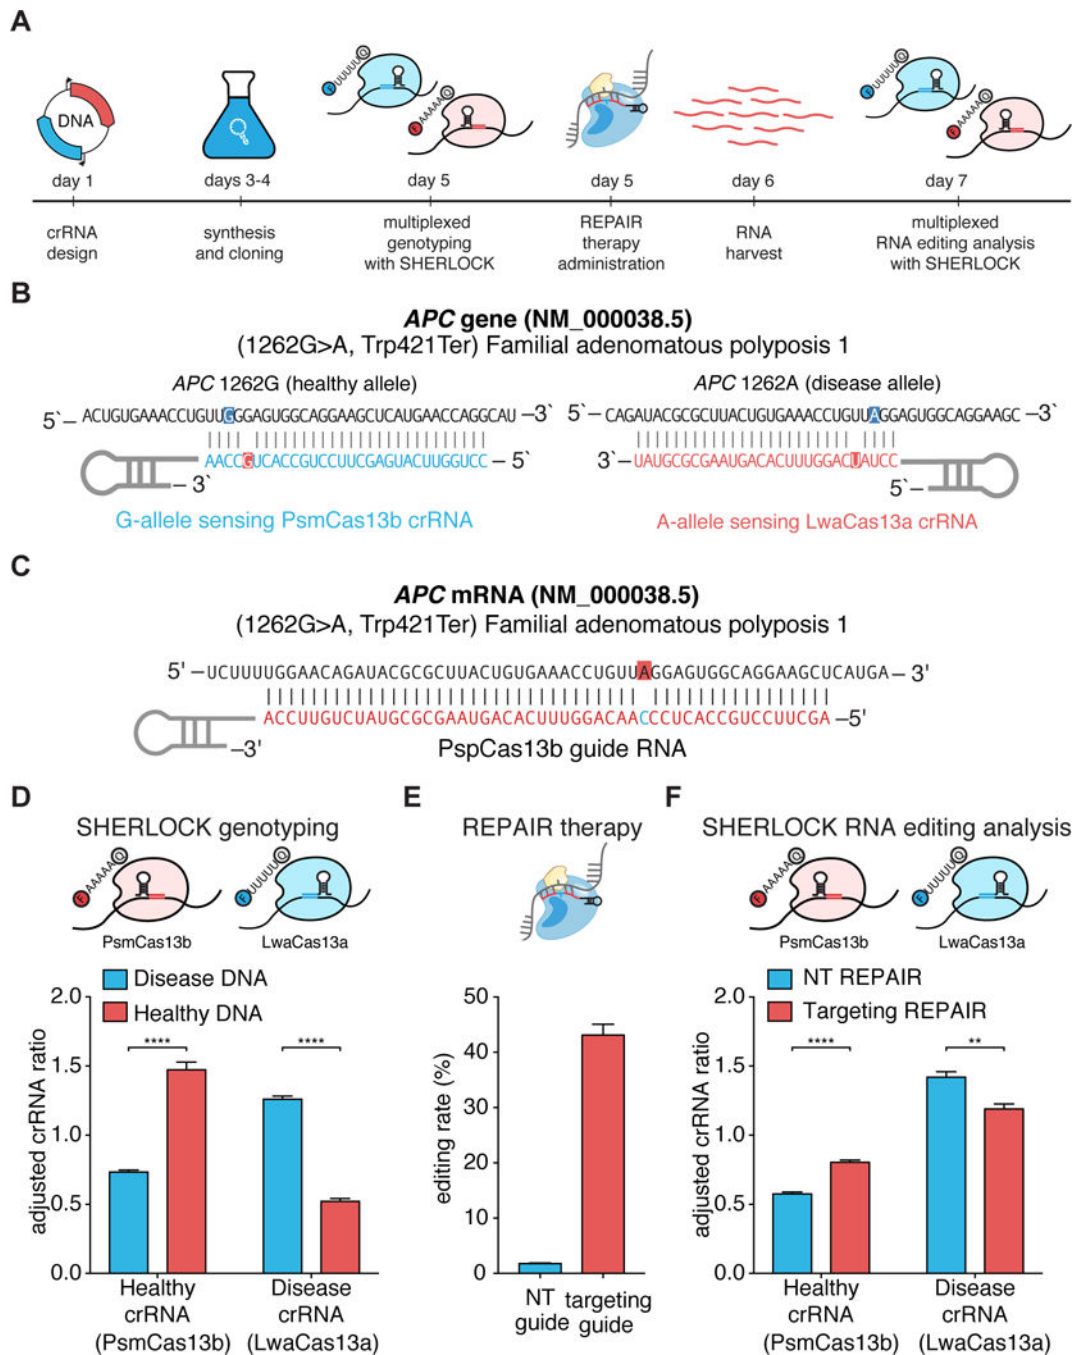 A
DNA
F UUUUU Q
F AAAAA Q
F UUUUU Q
F AAAAA Q
day 1
days 3-4
day 5
day 5
day 6
day 7
crRNA
design
synthesis
and cloning
multiplexed
genotyping
with SHERLOCK
REPAIR
therapy
administration
RNA
harvest
multiplexed
RNA editing analysis
with SHERLOCK
B
APC gene (NM_000038.5)
(1262G>A, Trp421Ter) Familial adenomatous polyposis 1
APC 1262G (healthy allele)
5` – ACUGUGAAACCUGUUGGGAGUGGCAGGAAGCUCAUGAACCAGGCAU –3`
AACCGUCACCGUCCUUCGAGUACUUGGUCC – 5`
– 3`
G-allele sensing PsmCas13b crRNA
APC 1262A (disease allele)
5` – CAGAUACGCGCUUACUGUGAAACCUGUUAGGAGUGGCAGGAAGC –3`
3`– UAUGCGCGAAUGACACUUUGGACUAUCC
5`–
A-allele sensing LwaCas13a crRNA
C
APC mRNA (NM_000038.5)
(1262G>A, Trp421Ter) Familial adenomatous polyposis 1
5' –UCUUUUGGAACAGAUACGCGCUUACUGUGAAACCUGUUAGGAGUGGCAGGAAGCUCAUGA– 3'
ACCUUGUCUAUGCGCGAAUGACACUUUGGACAACCCUCACCGUCCUUCGA –5'
–3'
PspCas13b guide RNA
D
SHERLOCK genotyping
F AAAAA Q
F UUUUU Q
PsmCas13b
LwaCas13a
Disease DNA
Healthy DNA
adjusted crRNA ratio
2.0
1.5
1.0
0.5
0.0
****
****
Healthy
crRNA
(PsmCas13b)
Disease
crRNA
(LwaCas13a)
E
REPAIR therapy
editing rate (%)
50
40
30
20
10
0
NT
guide
targeting
guide
F
SHERLOCK RNA editing analysis
F AAAAA Q
F UUUUU Q
PsmCas13b
LwaCas13a
NT REPAIR
Targeting REPAIR
adjusted crRNA ratio
2.0
1.5
1.0
0.5
0.0
****
**
Healthy
crRNA
(PsmCas13b)
Disease
crRNA
(LwaCas13a)